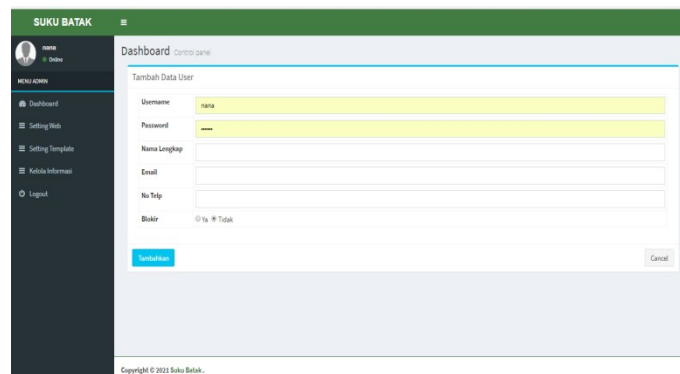 SUKU BATAK
nana
Online
MENU ADMIN
Dashboard
Setting Web
Setting Template
Kelola Informasi
Logout
Dashboard Control panel
Tambah Data User
Username nana
Password
Nama Lengkap
Email
No Telp
Blokir Ya Tidak
Tambahkan Cancel
Copyright © 2021 Suku Batak.